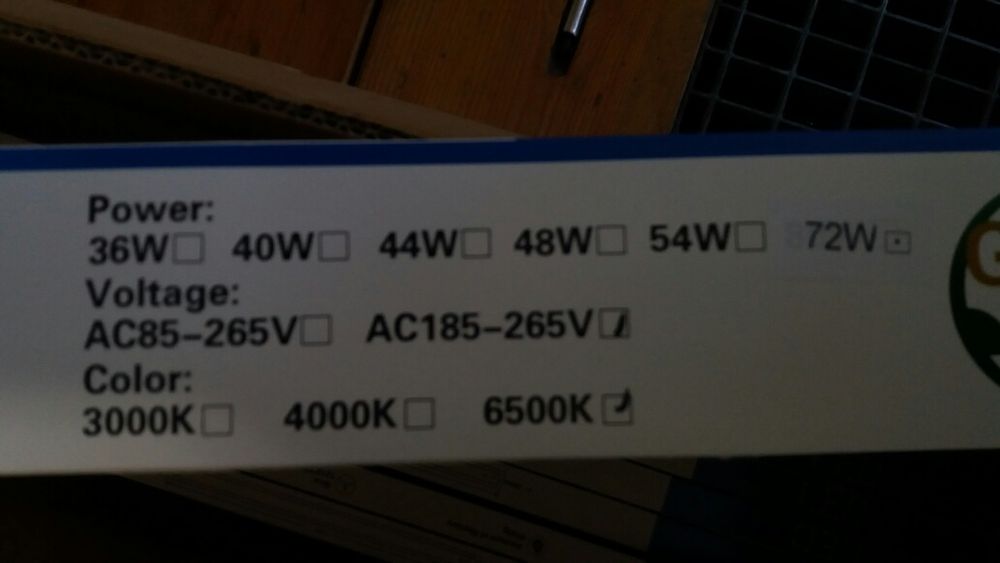 Power:
36W□ 40W□ 44W□ 48W□ 54W□ 72W⊡
Voltage:
AC85–265V□ AC185–265V☑
Color:
3000K□ 4000K□ 6500K☑
G